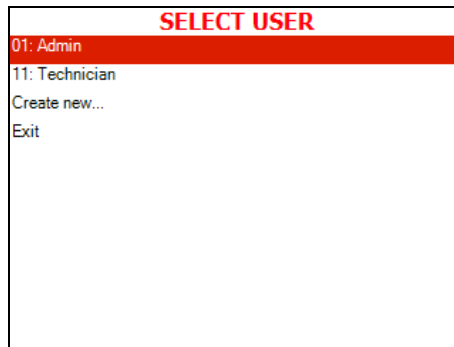 SELECT USER
01: Admin
11: Technician
Create new...
Exit